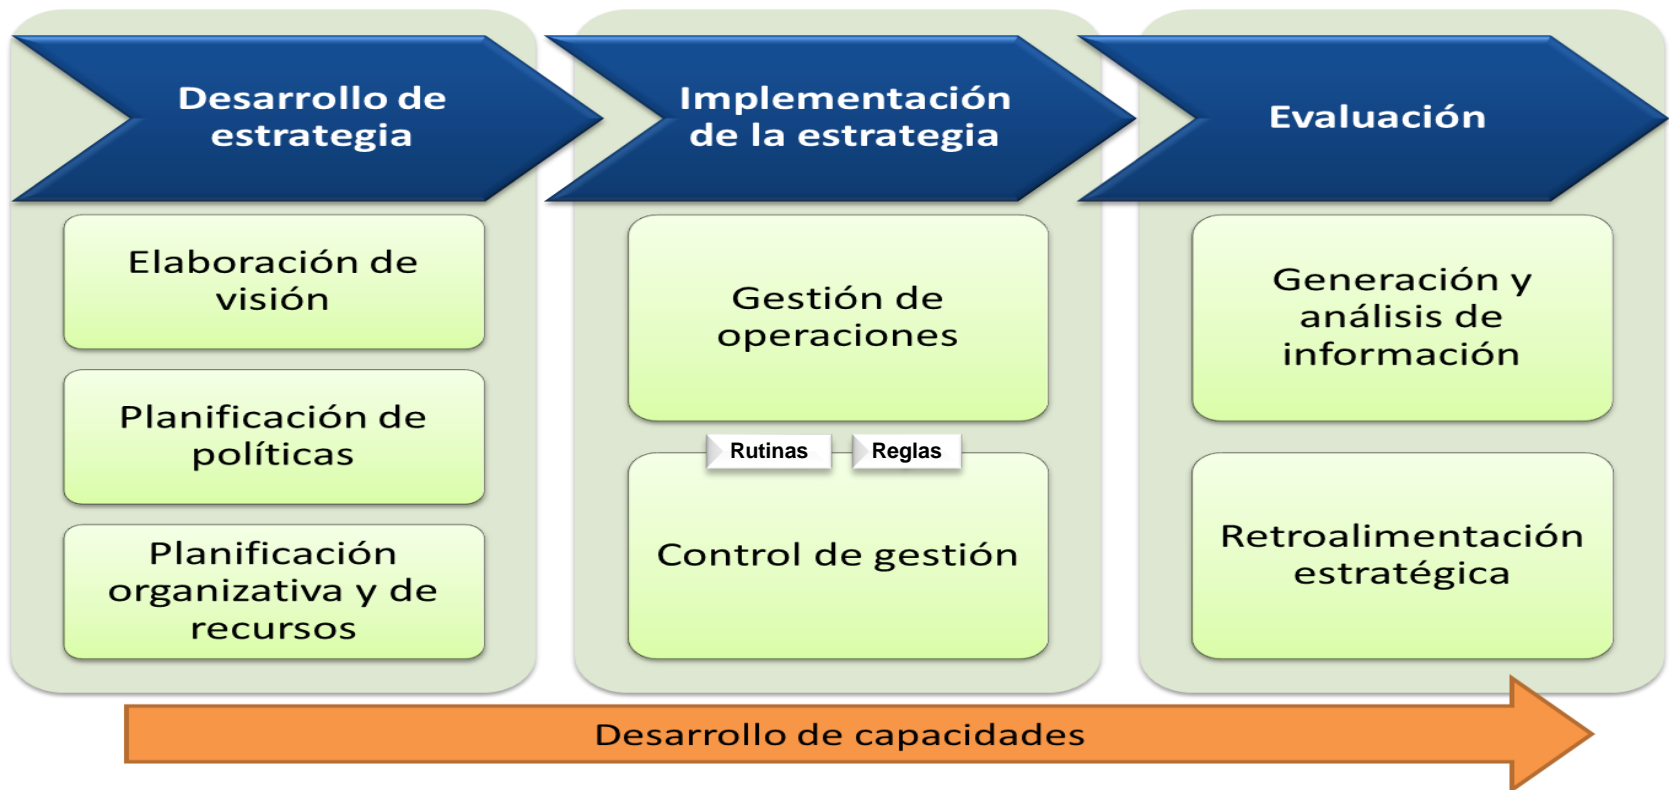 Desarrollo de
estrategia
Elaboración de
visión
Planificación de
políticas
Planificación
organizativa y de
recursos
Implementación
de la estrategia
Gestión de
operaciones
Rutinas
Reglas
Control de gestión
Evaluación
Generación y
análisis de
información
Retroalimentación
estratégica
Desarrollo de capacidades